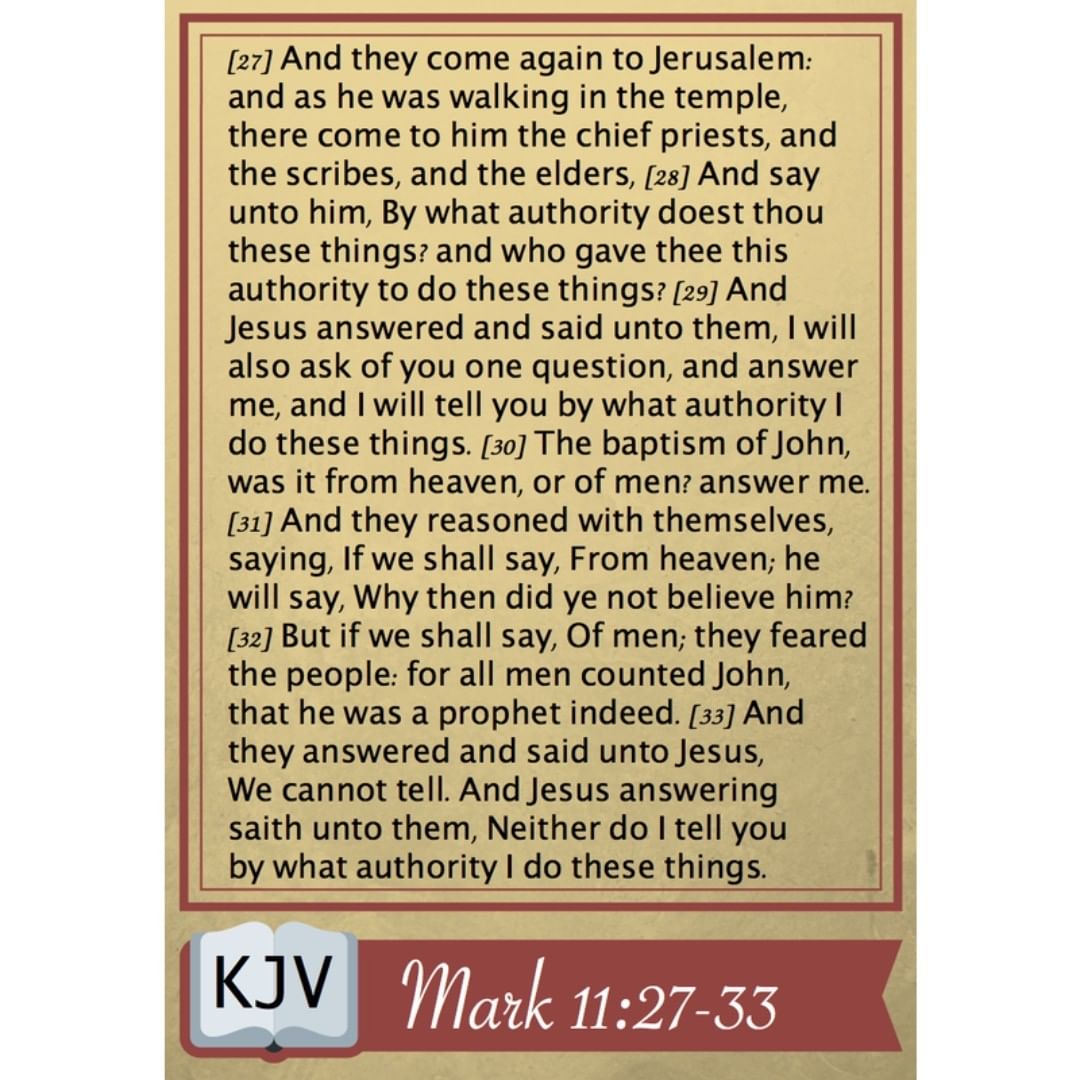 [27] And they come again to Jerusalem:
and as he was walking in the temple,
there come to him the chief priests, and
the scribes, and the elders, [28] And say
unto him, By what authority doest thou
these things? and who gave thee this
authority to do these things? [29] And
Jesus answered and said unto them, I will
also ask of you one question, and answer
me, and I will tell you by what authority I
do these things. [30] The baptism of John,
was it from heaven, or of men? answer me.
[31] And they reasoned with themselves,
saying, If we shall say, From heaven; he
will say, Why then did ye not believe him?
[32] But if we shall say, Of men; they feared
the people: for all men counted John,
that he was a prophet indeed. [33] And
they answered and said unto Jesus,
We cannot tell. And Jesus answering
saith unto them, Neither do I tell you
by what authority I do these things.
KJV
Mark 11:27-33